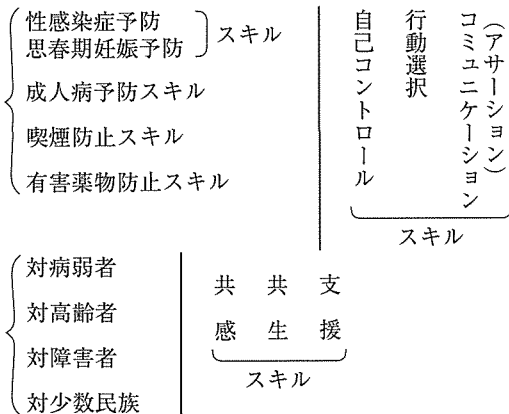 性感染症予防
思春期妊娠予防
スキル
成人病予防スキル
喫煙防止スキル
有害薬物防止スキル
(アサーション)
コミュニケーション
行動選択
自己コントロール
スキル
対病弱者
対高齢者
対障害者
対少数民族
支援
共生
共感
スキル